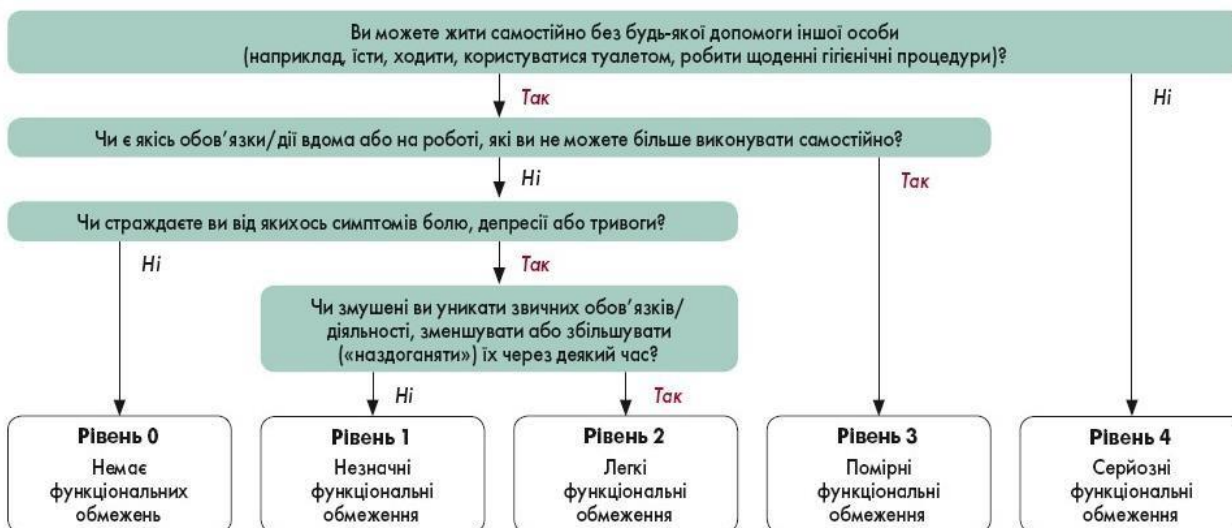 Ви можете жити самостійно без будь-якої допомоги іншої особи
(наприклад, їсти, ходити, користуватися туалетом, робити щоденні гігієнічні процедури)?
Так
Ні
Чи є якісь обов’язки/дії вдома або на роботі, які ви не можете більше виконувати самостійно?
Ні
Так
Чи страждаєте ви від якихось симптомів болю, депресії або тривоги?
Ні
Так
Чи змушені ви уникати звичних обов’язків/
діяльності, зменшувати або збільшувати
(«наздоганяти») їх через деякий час?
Ні
Так
Рівень 0
Немає
функціональних
обмежень
Рівень 1
Незначні
функціональні
обмеження
Рівень 2
Легкі
функціональні
обмеження
Рівень 3
Помірні
функціональні
обмеження
Рівень 4
Серйозні
функціональні
обмеження